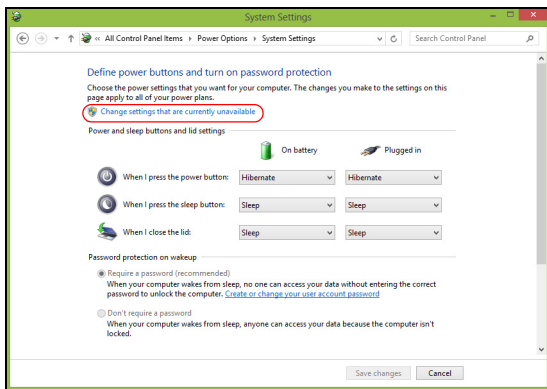 System Settings
« All Control Panel Items ▸ Power Options ▸ System Settings
Search Control Panel
Define power buttons and turn on password protection
Choose the power settings that you want for your computer. The changes you make to the settings on this
page apply to all of your power plans.
Change settings that are currently unavailable
Power and sleep buttons and lid settings
On battery Plugged in
When I press the power button: Hibernate Hibernate
When I press the sleep button: Sleep Sleep
When I close the lid: Sleep Sleep
Password protection on wakeup
Require a password (recommended)
When your computer wakes from sleep, no one can access your data without entering the correct
password to unlock the computer. Create or change your user account password
Don't require a password
When your computer wakes from sleep, anyone can access your data because the computer isn't
locked.
Save changes Cancel